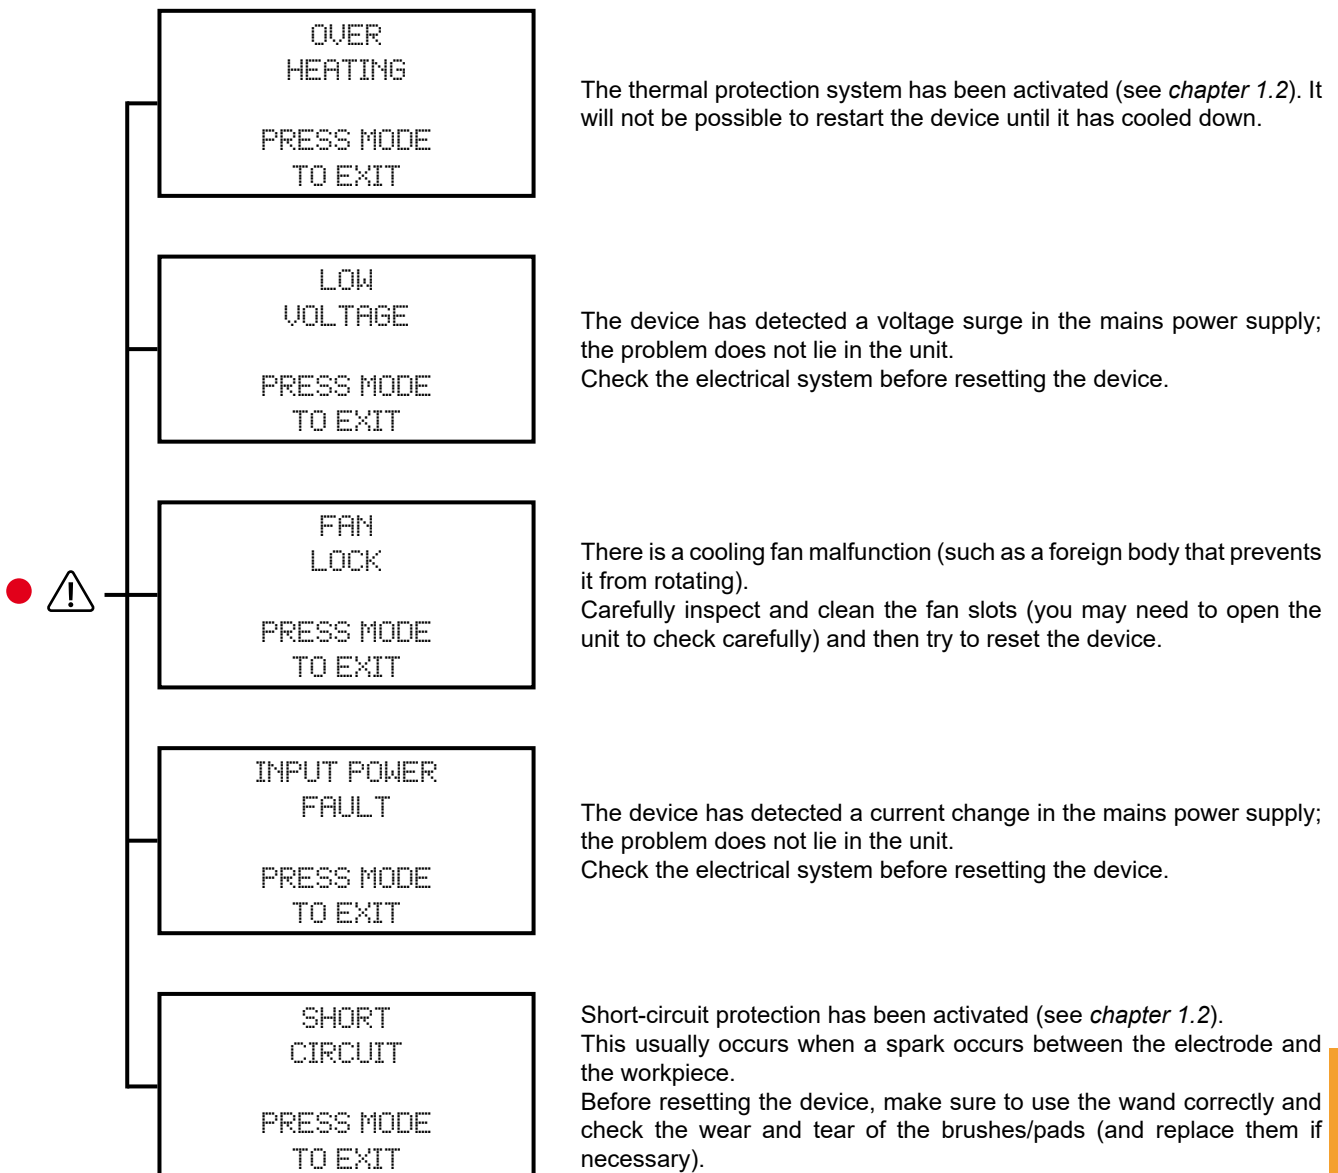 OVER
HEATING
PRESS MODE
TO EXIT
The thermal protection system has been activated (see chapter 1.2). It
will not be possible to restart the device until it has cooled down.
LOW
VOLTAGE
PRESS MODE
TO EXIT
The device has detected a voltage surge in the mains power supply;
the problem does not lie in the unit.
Check the electrical system before resetting the device.
FAN
LOCK
PRESS MODE
TO EXIT
There is a cooling fan malfunction (such as a foreign body that prevents
it from rotating).
Carefully inspect and clean the fan slots (you may need to open the
unit to check carefully) and then try to reset the device.
INPUT POWER
FAULT
PRESS MODE
TO EXIT
The device has detected a current change in the mains power supply;
the problem does not lie in the unit.
Check the electrical system before resetting the device.
SHORT
CIRCUIT
PRESS MODE
TO EXIT
Short-circuit protection has been activated (see chapter 1.2).
This usually occurs when a spark occurs between the electrode and
the workpiece.
Before resetting the device, make sure to use the wand correctly and
check the wear and tear of the brushes/pads (and replace them if
necessary).